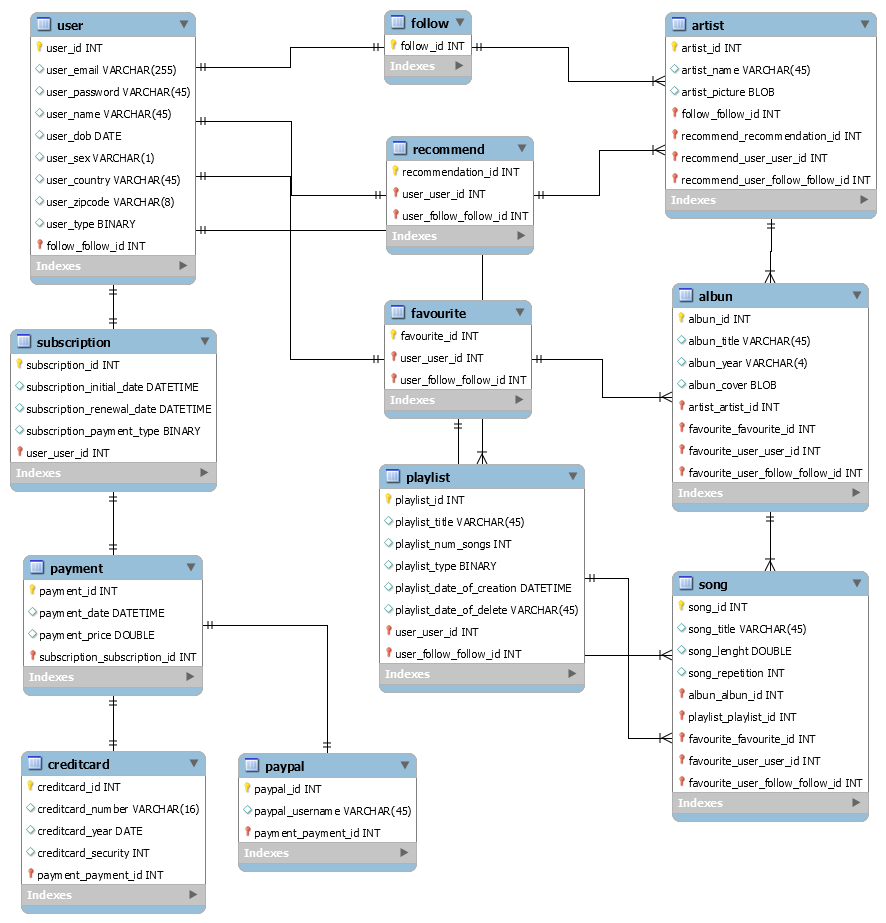 user
user_id INT
user_email VARCHAR(255)
user_password VARCHAR(45)
user_name VARCHAR(45)
user_dob DATE
user_sex VARCHAR(1)
user_country VARCHAR(45)
user_zipcode VARCHAR(8)
user_type BINARY
follow_follow_id INT
Indexes
follow
follow_id INT
Indexes
artist
artist_id INT
artist_name VARCHAR(45)
artist_picture BLOB
follow_follow_id INT
recommend_recommendation_id INT
recommend_user_user_id INT
recommend_user_follow_follow_id INT
Indexes
recommend
recommendation_id INT
user_user_id INT
user_follow_follow_id INT
Indexes
subscription
subscription_id INT
subscription_initial_date DATETIME
subscription_renewal_date DATETIME
subscription_payment_type BINARY
user_user_id INT
Indexes
favourite
favourite_id INT
user_user_id INT
user_follow_follow_id INT
Indexes
albun
albun_id INT
albun_title VARCHAR(45)
albun_year VARCHAR(4)
albun_cover BLOB
artist_artist_id INT
favourite_favourite_id INT
favourite_user_user_id INT
favourite_user_follow_follow_id INT
Indexes
playlist
playlist_id INT
playlist_title VARCHAR(45)
playlist_num_songs INT
playlist_type BINARY
playlist_date_of_creation DATETIME
playlist_date_of_delete VARCHAR(45)
user_user_id INT
user_follow_follow_id INT
Indexes
payment
payment_id INT
payment_date DATETIME
payment_price DOUBLE
subscription_subscription_id INT
Indexes
song
song_id INT
song_title VARCHAR(45)
song_lenght DOUBLE
song_repetition INT
albun_albun_id INT
playlist_playlist_id INT
favourite_favourite_id INT
favourite_user_user_id INT
favourite_user_follow_follow_id INT
Indexes
creditcard
creditcard_id INT
creditcard_number VARCHAR(16)
creditcard_year DATE
creditcard_security INT
payment_payment_id INT
Indexes
paypal
paypal_id INT
paypal_username VARCHAR(45)
payment_payment_id INT
Indexes